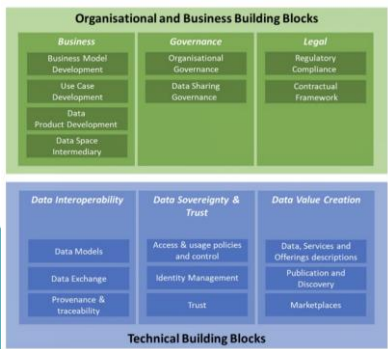 Organisational and Business Building Blocks
Business
Business Model
Development
Use Case
Development
Data
Product Development
Data Space
Intermediary
Governance
Organisational
Governance
Data Sharing
Governance
Legal
Regulatory
Compliance
Contractual
Framework
Data Interoperability
Data Models
Data Exchange
Provenance &
traceability
Data Sovereignty &
Trust
Access & usage policies
and control
Identity Management
Trust
Data Value Creation
Data, Services and
Offerings descriptions
Publication and
Discovery
Marketplaces
Technical Building Blocks